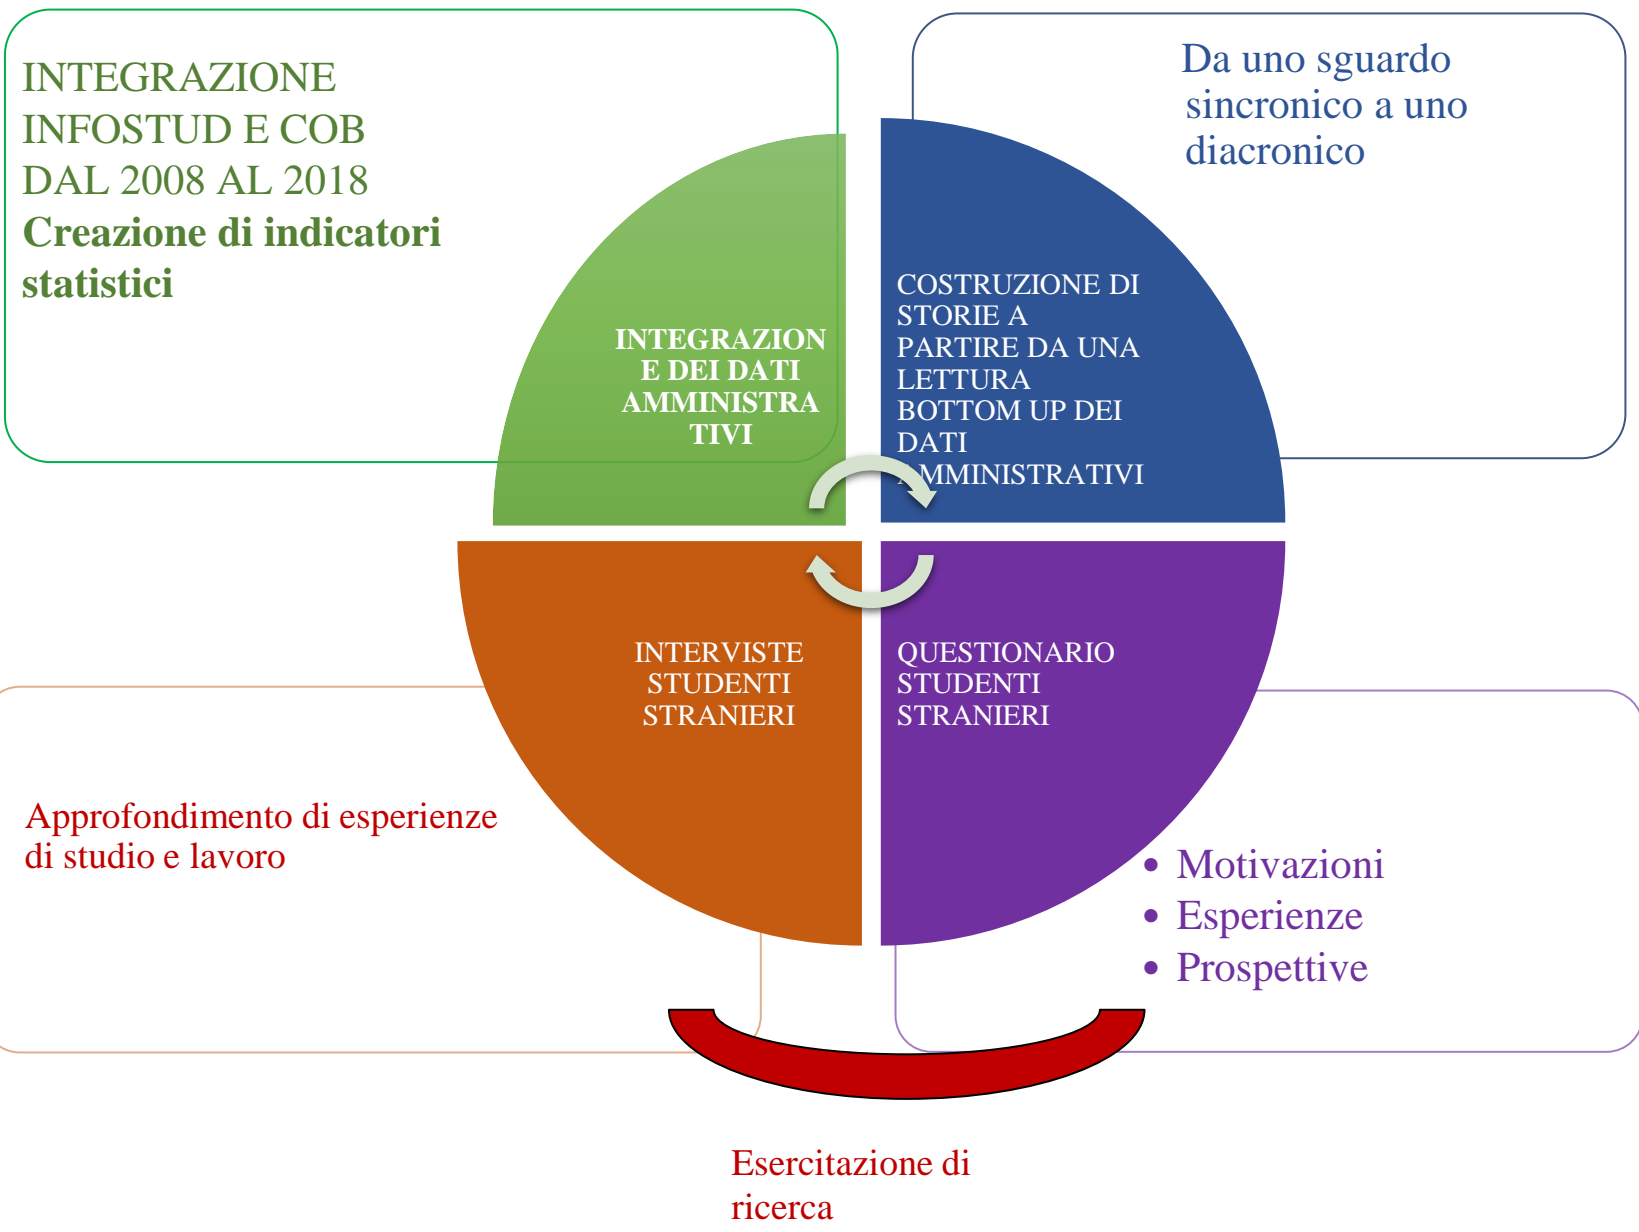 INTEGRAZIONE
INFOSTUD E COB
DAL 2008 AL 2018
Creazione di indicatori
statistici
Da uno sguardo
sincronico a uno
diacronico
INTEGRAZION
E DEI DATI
AMMINISTRA
TIVI
COSTRUZIONE DI
STORIE A
PARTIRE DA UNA
LETTURA
BOTTOM UP DEI
DATI
AMMINISTRATIVI
INTERVISTE
STUDENTI
STRANIERI
QUESTIONARIO
STUDENTI
STRANIERI
Approfondimento di esperienze
di studio e lavoro
• Motivazioni
• Esperienze
• Prospettive
Esercitazione di
ricerca